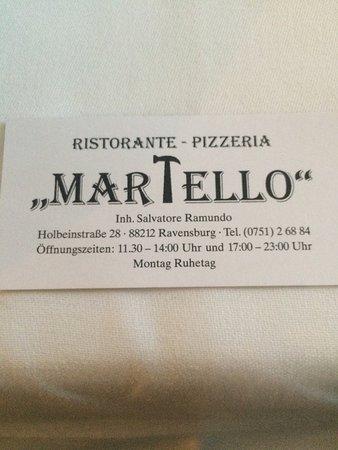 RISTORANTE - PIZZERIA
„MARTELLO“
Inh. Salvatore Ramundo
Holbeinstraße 28 · 88212 Ravensburg · Tel. (0751) 2 68 84
Öffnungszeiten: 11.30 – 14:00 Uhr und 17:00 – 23:00 Uhr
Montag Ruhetag